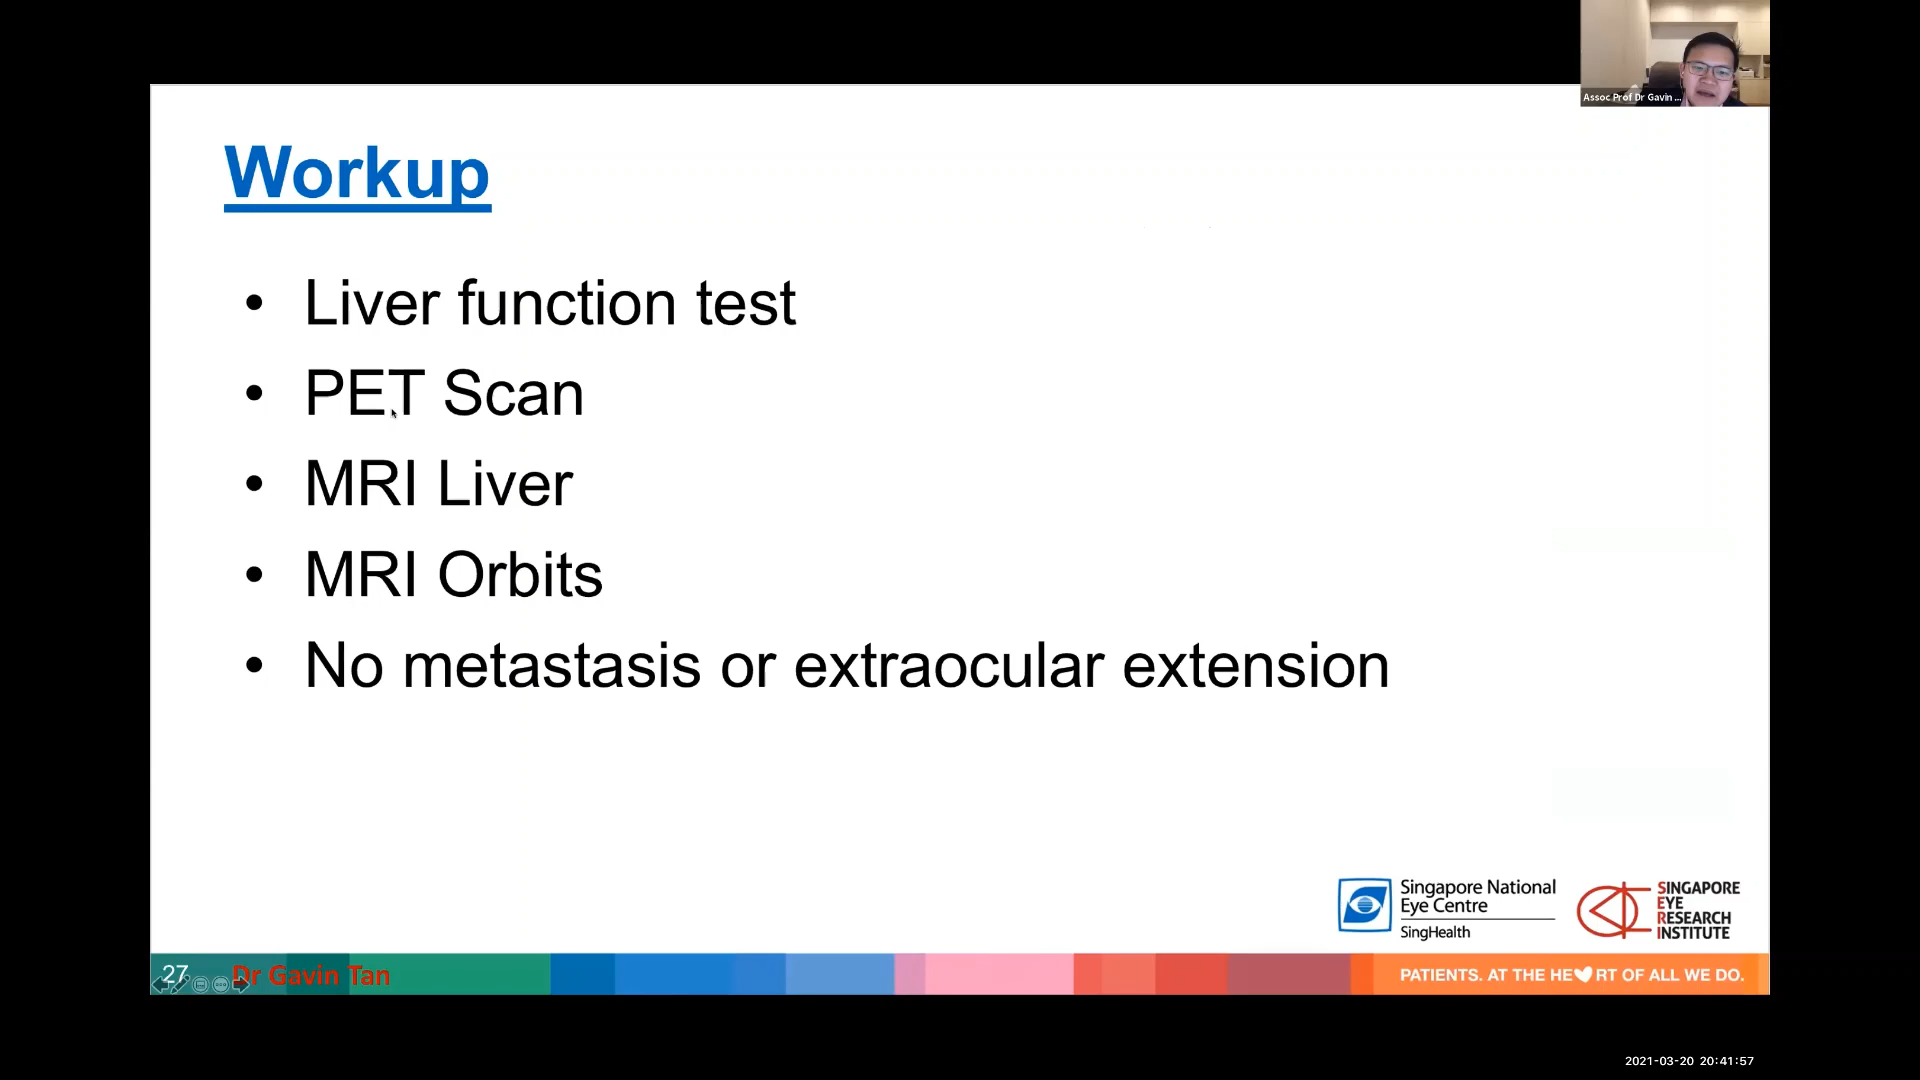 Assoc Prof Dr Gavin ...
Workup
• Liver function test
• PET Scan
• MRI Liver
• MRI Orbits
• No metastasis or extraocular extension
Singapore National
Eye Centre
SingHealth
SINGAPORE
EYE
RESEARCH
INSTITUTE
27
Dr Gavin Tan
PATIENTS. AT THE HE♥RT OF ALL WE DO.
2021-03-20 20:41:57